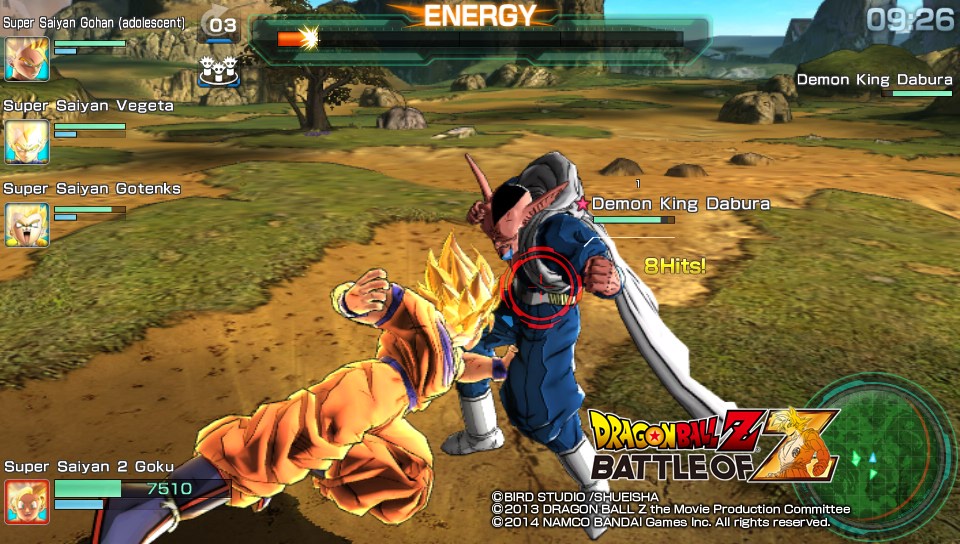 Super Saiyan Gohan (adolescent)
03
ENERGY
09:26
Demon King Dabura
Super Saiyan Vegeta
Super Saiyan Gotenks
1
Demon King Dabura
8Hits!
Super Saiyan 2 Goku
7510
DRAGON BALL Z
BATTLE OF Z
©BIRD STUDIO /SHUEISHA
©2013 DRAGON BALL Z the Movie Production Committee
©2014 NAMCO BANDAI Games Inc. All rights reserved.